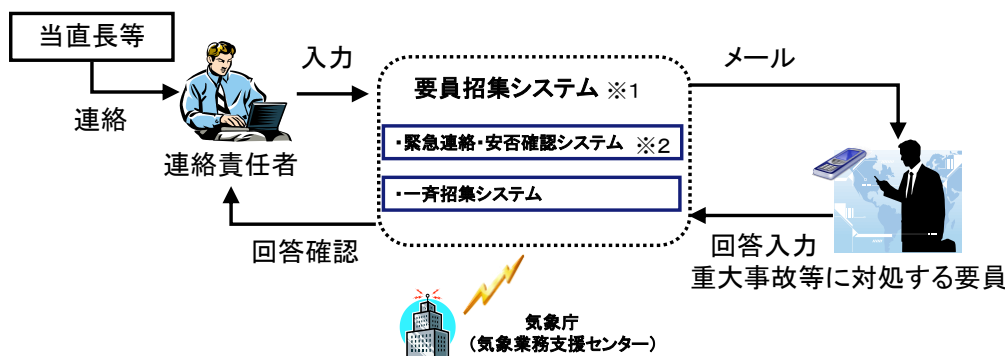 当直長等
連絡
連絡責任者
入力
要員招集システム ※1
・緊急連絡・安否確認システム ※2
・一斉招集システム
メール
回答入力
重大事故等に対処する要員
回答確認
気象庁
（気象業務支援センター）